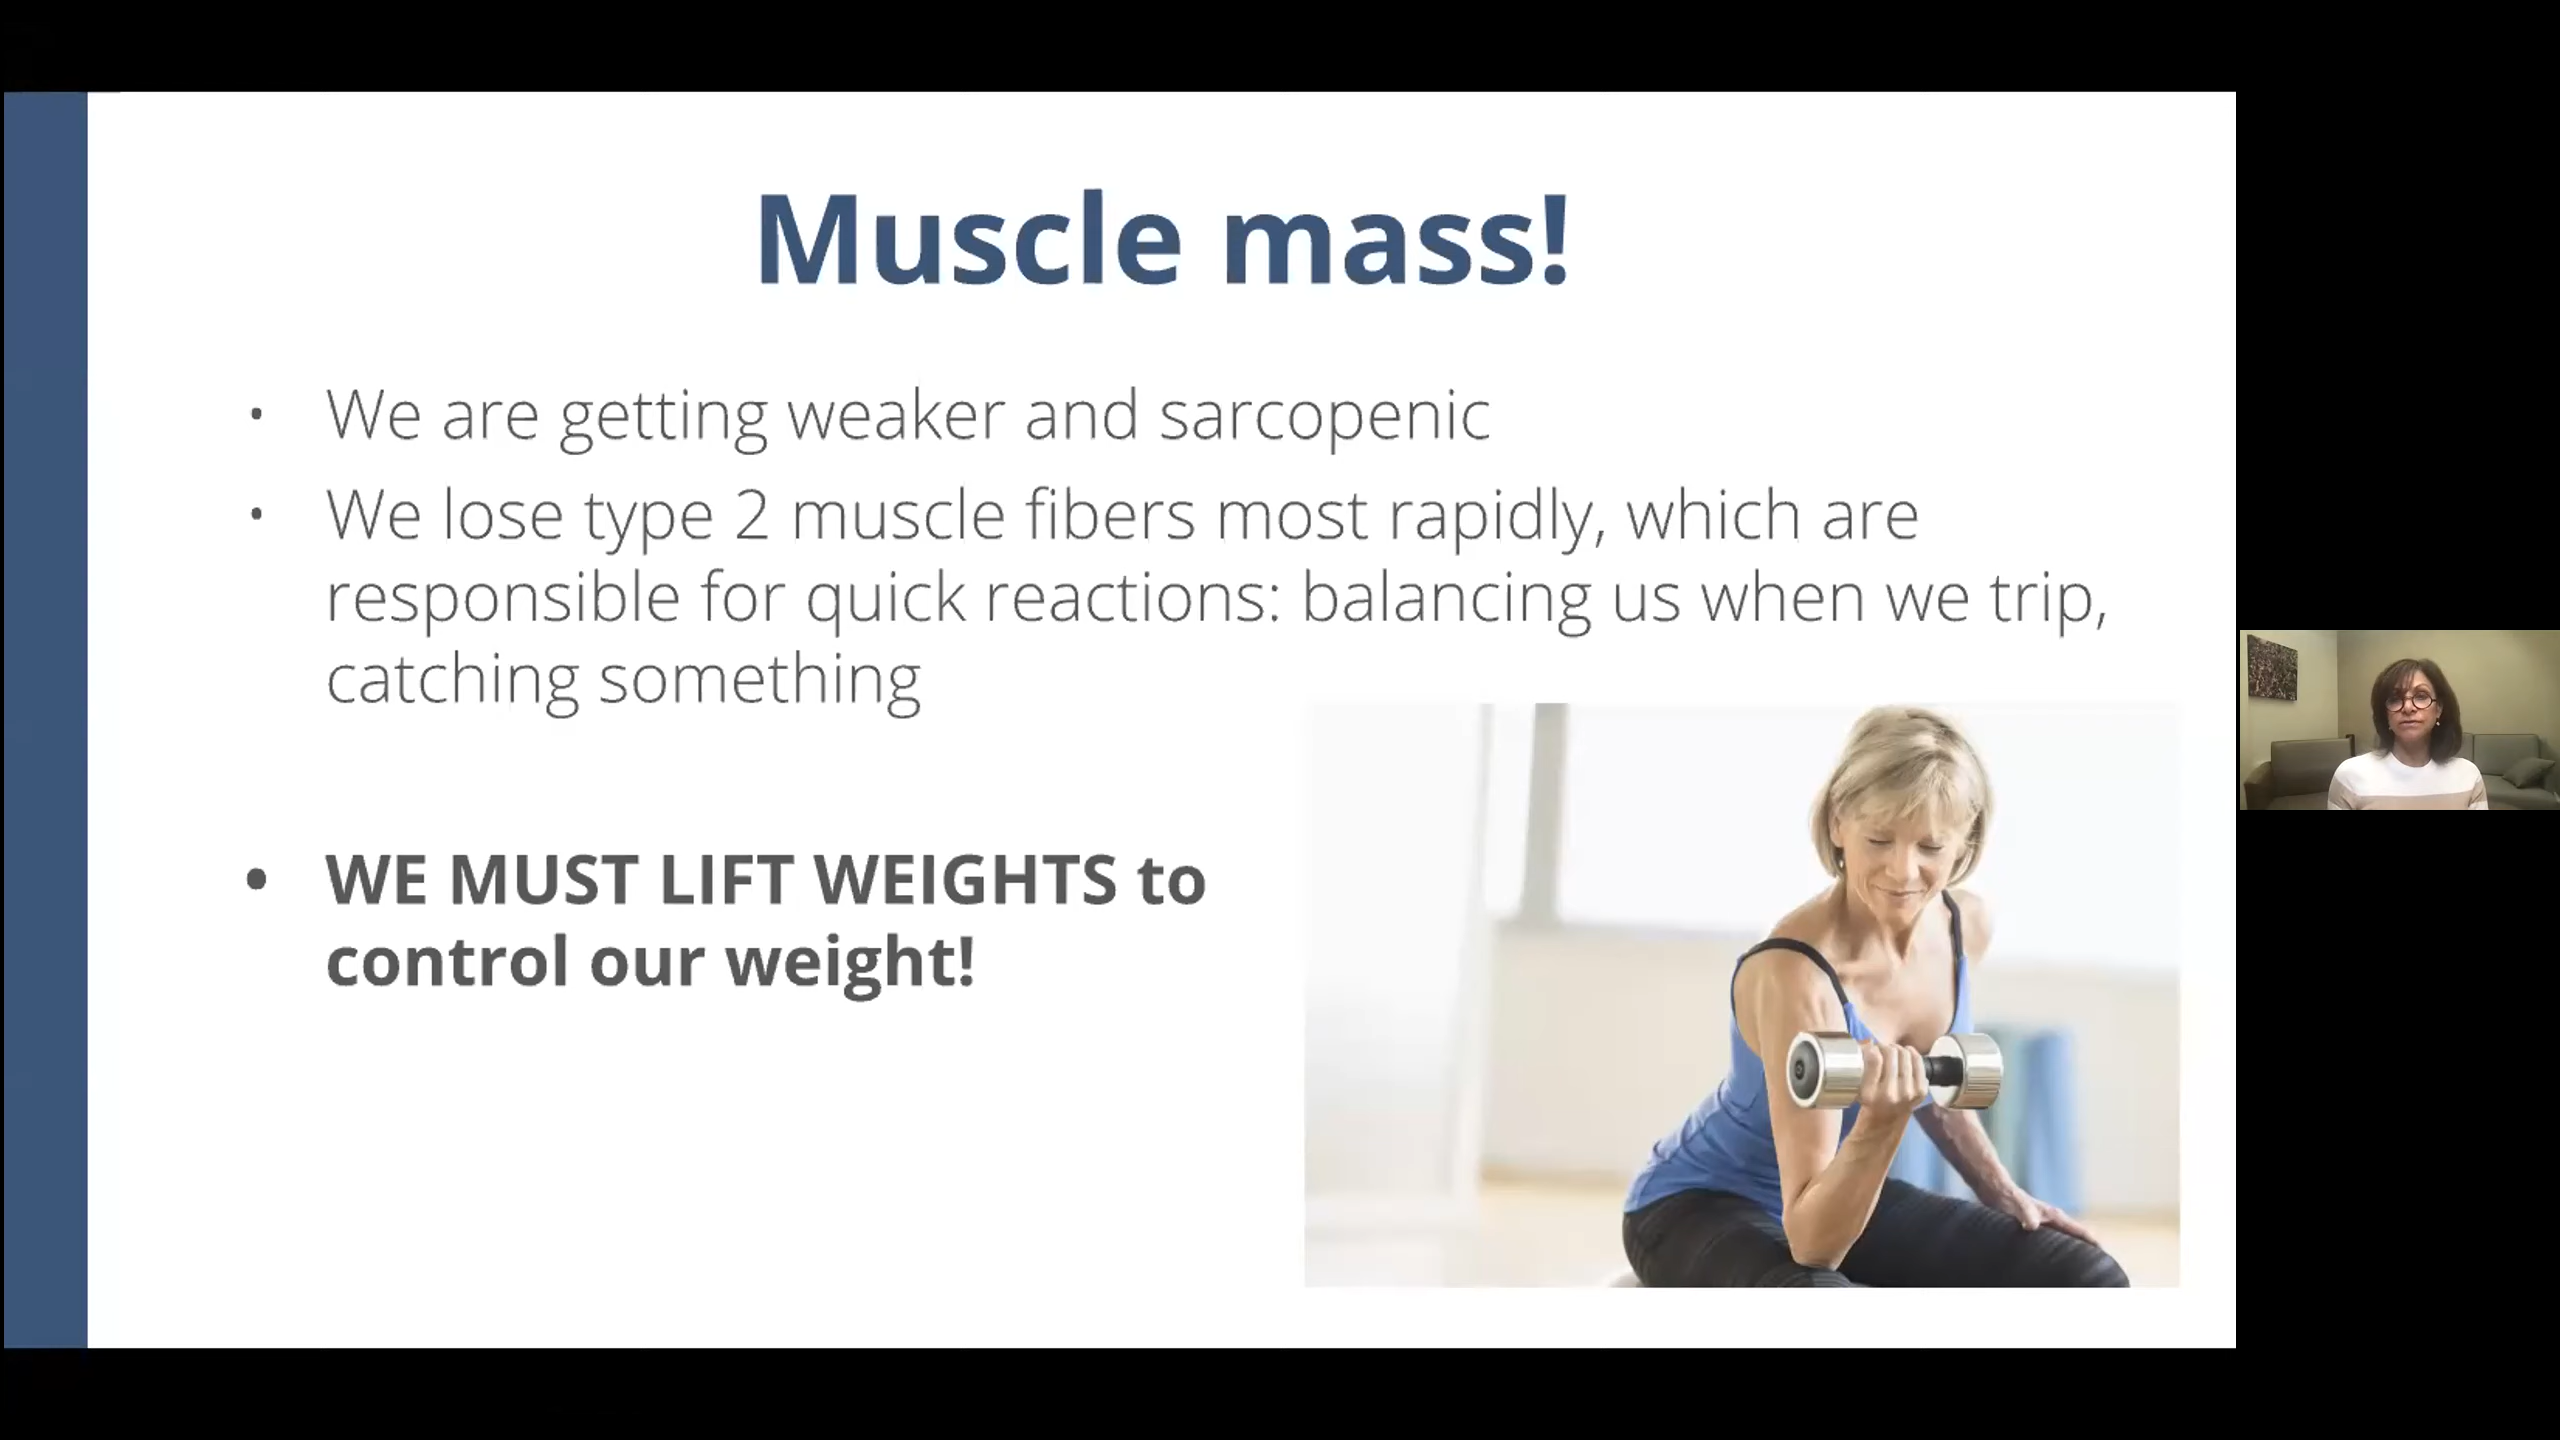 Muscle mass!
• We are getting weaker and sarcopenic
• We lose type 2 muscle fibers most rapidly, which are
responsible for quick reactions: balancing us when we trip,
catching something
• WE MUST LIFT WEIGHTS to
control our weight!